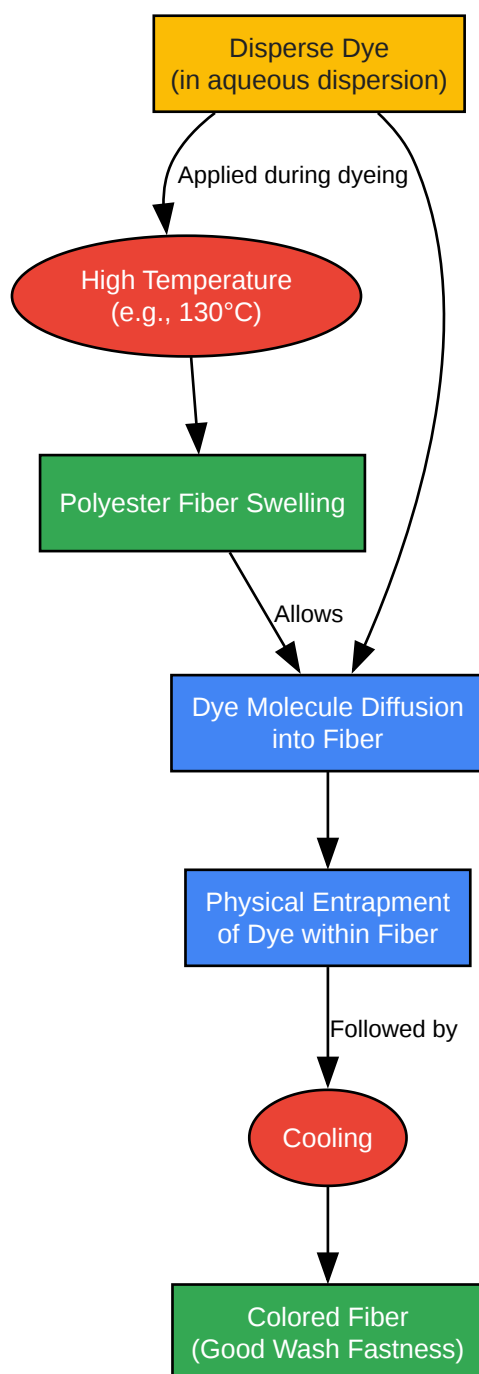 Disperse Dye
(in aqueous dispersion)
Applied during dyeing
High Temperature
(e.g., 130°C)
Polyester Fiber Swelling
Allows
Dye Molecule Diffusion
into Fiber
Physical Entrapment
of Dye within Fiber
Followed by
Cooling
Colored Fiber
(Good Wash Fastness)